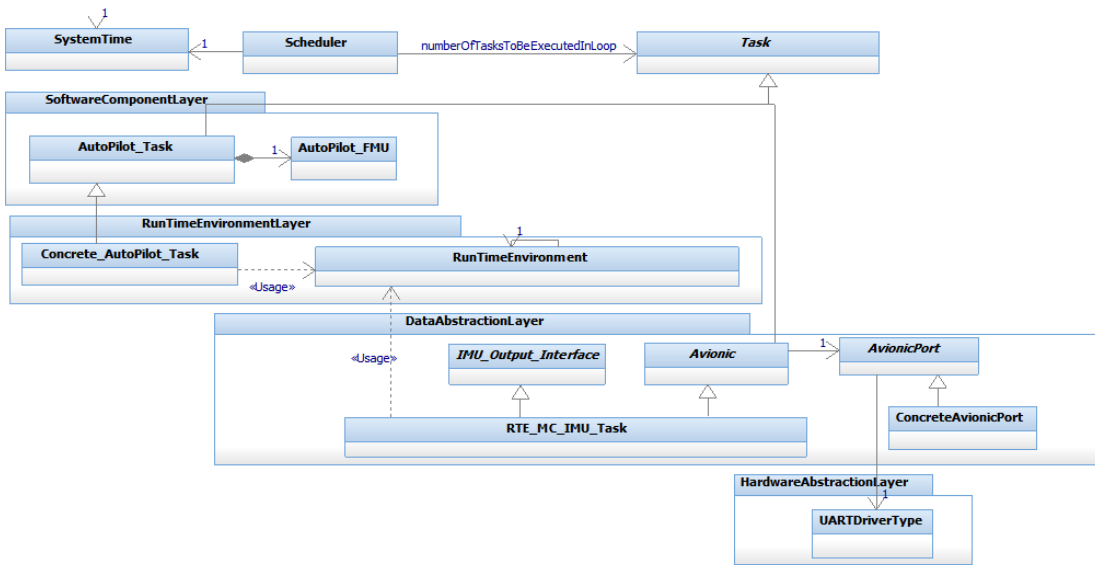 1
SystemTime
1
Scheduler
numberOfTasksToBeExecutedInLoop
Task
SoftwareComponentLayer
AutoPilot_Task
1
AutoPilot_FMU
RunTimeEnvironmentLayer
Concrete_AutoPilot_Task
«Usage»
1
RunTimeEnvironment
DataAbstractionLayer
«Usage»
IMU_Output_Interface
Avionic
1
AvionicPort
RTE_MC_IMU_Task
ConcreteAvionicPort
HardwareAbstractionLayer
1
UARTDriverType